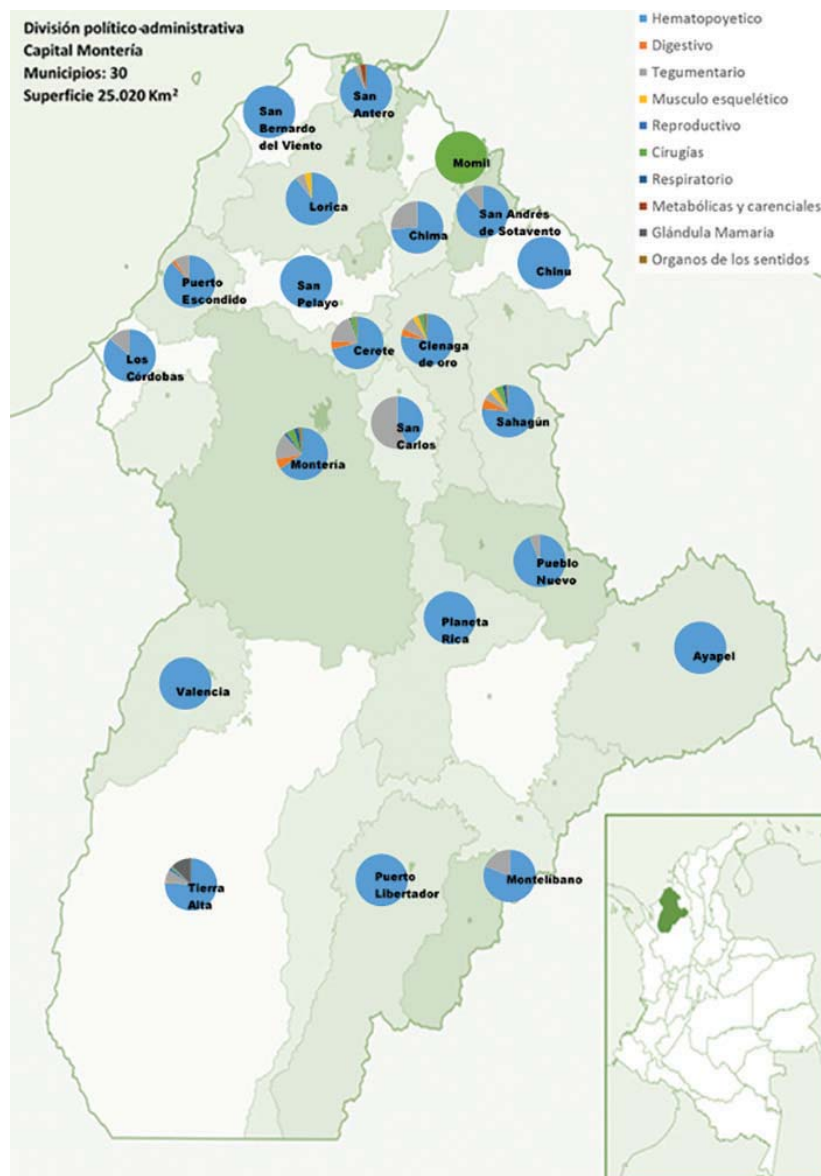 División político-administrativa
Capital Montería
Municipios: 30
Superficie 25.020 Km²
Hematopoyetico
Digestivo
Tegumentario
Musculo esquelético
Reproductivo
Cirugías
Respiratorio
Metabólicas y carenciales
Glándula Mamaria
Organos de los sentidos
San
Bernardo
del Viento
San
Antero
Momil
Lorica
Chima
San Andrés
de Sotavento
Chinu
Puerto
Escondido
San
Pelayo
Cerete
Cienaga
de oro
Los
Córdobas
San
Carlos
Sahagún
Montería
Pueblo
Nuevo
Planeta
Rica
Ayapel
Valencia
Tierra
Alta
Puerto
Libertador
Montelíbano